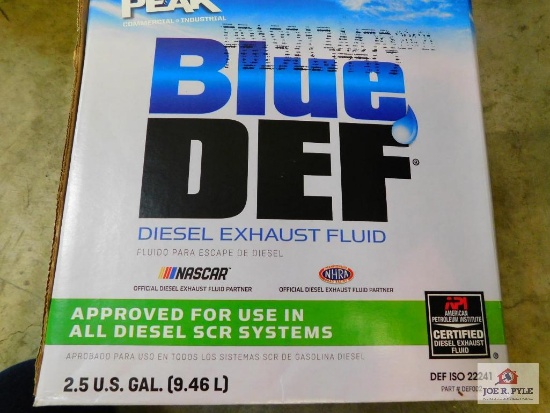 PEAK
COMMERCIAL & INDUSTRIAL
Blue
DEF®
DIESEL EXHAUST FLUID
FLUIDO PARA ESCAPE DE DIESEL
NASCAR
NHRA
OFFICIAL DIESEL EXHAUST FLUID PARTNER
OFFICIAL DIESEL EXHAUST FLUID PARTNER
APPROVED FOR USE IN
ALL DIESEL SCR SYSTEMS
APROBADO PARA USO EN TODOS LOS SISTEMAS SCR DE GASOLINA DIESEL
API
AMERICAN
PETROLEUM INSTITUTE
CERTIFIED
DIESEL EXHAUST
FLUID
®
2.5 U.S. GAL. (9.46 L)
DEF ISO 22241
PART #
JOE R. PYLE